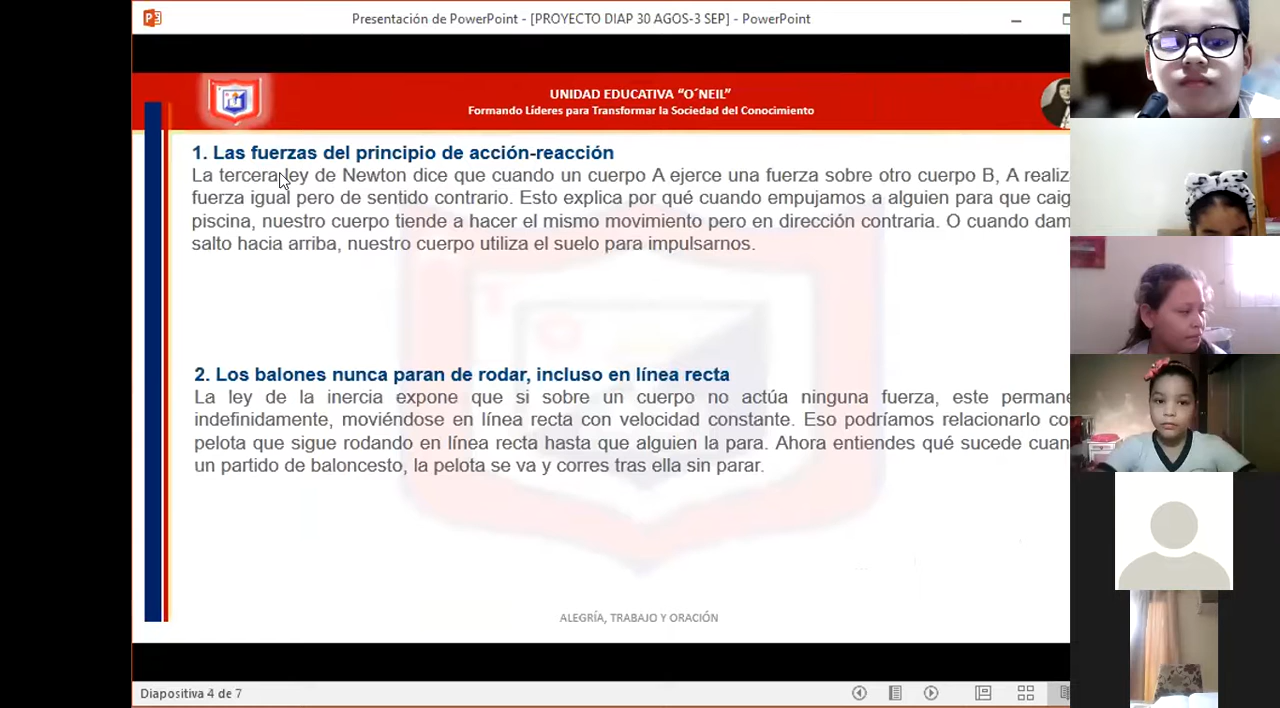 Presentación de PowerPoint - [PROYECTO DIAP 30 AGOS-3 SEP] - PowerPoint
UNIDAD EDUCATIVA “O´NEIL”
Formando Líderes para Transformar la Sociedad del Conocimiento
1. Las fuerzas del principio de acción-reacción
La tercera ley de Newton dice que cuando un cuerpo A ejerce una fuerza sobre otro cuerpo B, A realiz
fuerza igual pero de sentido contrario. Esto explica por qué cuando empujamos a alguien para que caig
piscina, nuestro cuerpo tiende a hacer el mismo movimiento pero en dirección contraria. O cuando dam
salto hacia arriba, nuestro cuerpo utiliza el suelo para impulsarnos.
2. Los balones nunca paran de rodar, incluso en línea recta
La ley de la inercia expone que si sobre un cuerpo no actúa ninguna fuerza, este permane
indefinidamente, moviéndose en línea recta con velocidad constante. Eso podríamos relacionarlo co
pelota que sigue rodando en línea recta hasta que alguien la para. Ahora entiendes qué sucede cuan
un partido de baloncesto, la pelota se va y corres tras ella sin parar.
ALEGRÍA, TRABAJO Y ORACIÓN
Diapositiva 4 de 7